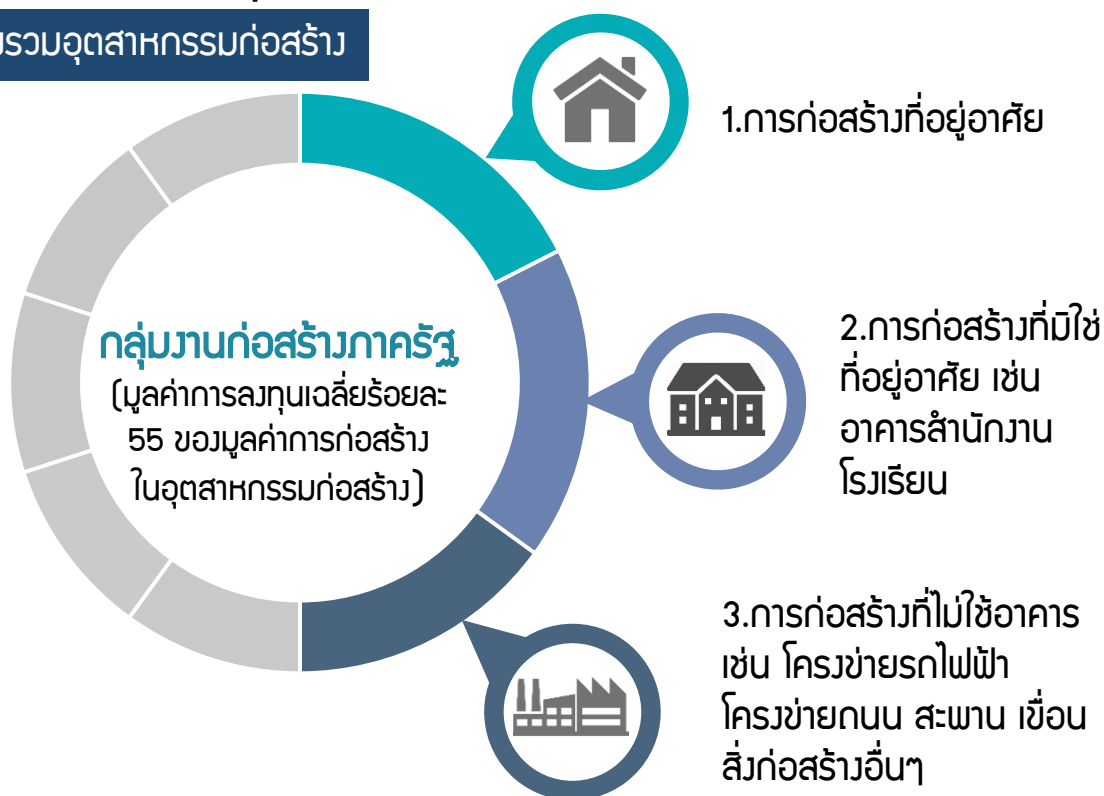 งรวมอุตสาหกรรมก่อสร้าง
1.การก่อสร้างที่อยู่อาศัย
กลุ่มงานก่อสร้างภาครัฐ
(มูลค่าการลงทุนเฉลี่ยร้อยละ
55 ของมูลค่าการก่อสร้าง
ในอุตสาหกรรมก่อสร้าง)
2.การก่อสร้างที่มิใช่
ที่อยู่อาศัย เช่น
อาคารสำนักงาน
โรงเรียน
3.การก่อสร้างที่ไม่ใช้อาคาร
เช่น โครงข่ายรถไฟฟ้า
โครงข่ายถนน สะพาน เขื่อน
สิ่งก่อสร้างอื่นๆ